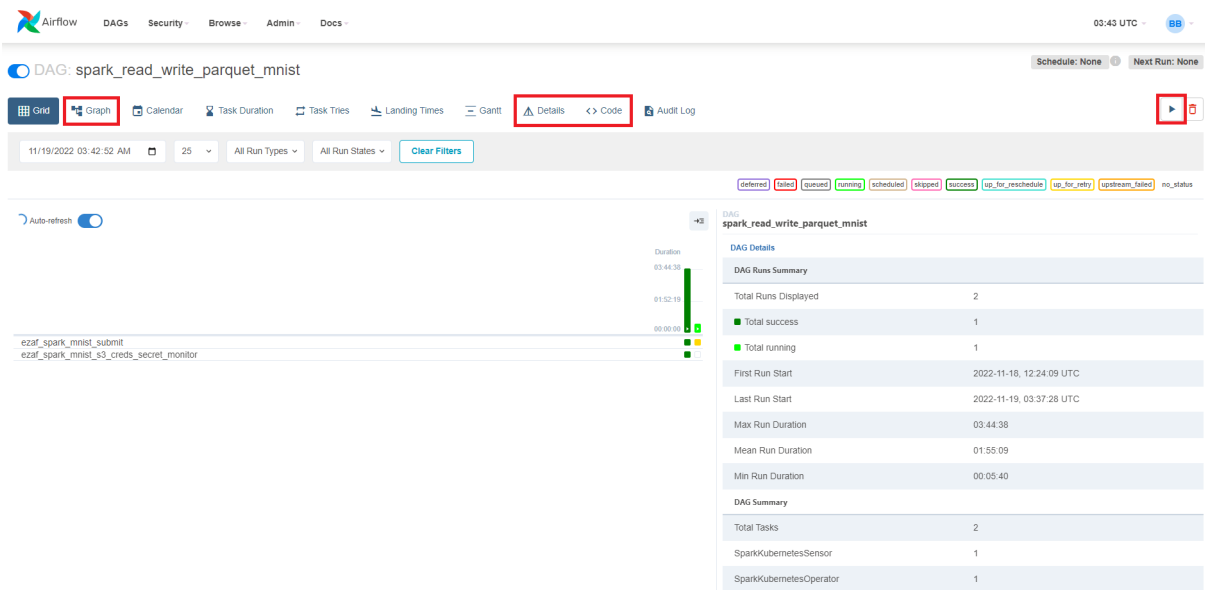 Airflow DAGs Security Browse Admin Docs 03:43 UTC BB
DAG: spark_read_write_parquet_mnist Schedule: None Next Run: None
Grid Graph Calendar Task Duration Task Tries Landing Times Gantt Details Code Audit Log
11/19/2022 03:42:52 AM 25 All Run Types All Run States Clear Filters
deferred failed queued running scheduled skipped success up_for_reschedule up_for_retry upstream_failed no_status
Auto-refresh
Duration
03:44:38
01:52:19
00:00:00
ezaf_spark_mnist_submit
ezaf_spark_mnist_s3_creds_secret_monitor
DAG
spark_read_write_parquet_mnist
DAG Details
DAG Runs Summary
Total Runs Displayed 2
Total success 1
Total running 1
First Run Start 2022-11-18, 12:24:09 UTC
Last Run Start 2022-11-19, 03:37:28 UTC
Max Run Duration 03:44:38
Mean Run Duration 01:55:09
Min Run Duration 00:05:40
DAG Summary
Total Tasks 2
SparkKubernetesSensor 1
SparkKubernetesOperator 1